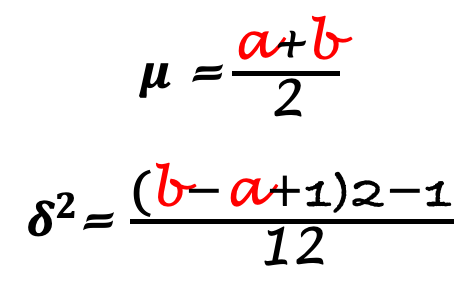 μ = a+b/2
δ²= (b-a+1)2-1/12